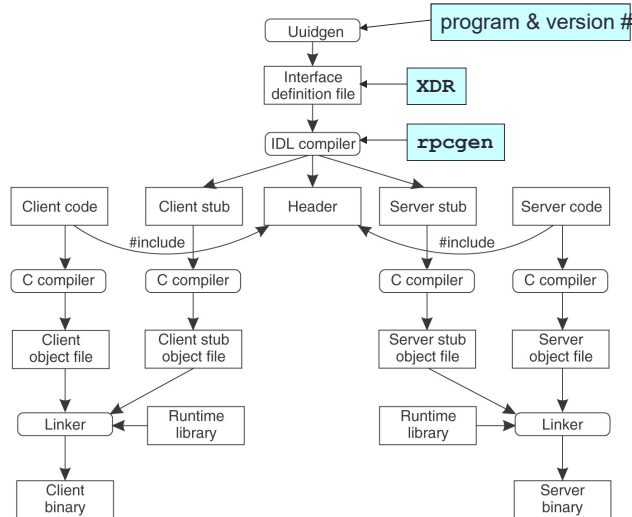 Uuidgen
program & version #
Interface
definition file
XDR
IDL compiler
rpcgen
Client code
Client stub
Header
Server stub
Server code
#include
#include
C compiler
C compiler
C compiler
C compiler
Client
object file
Client stub
object file
Server stub
object file
Server
object file
Linker
Runtime
library
Runtime
library
Linker
Client
binary
Server
binary